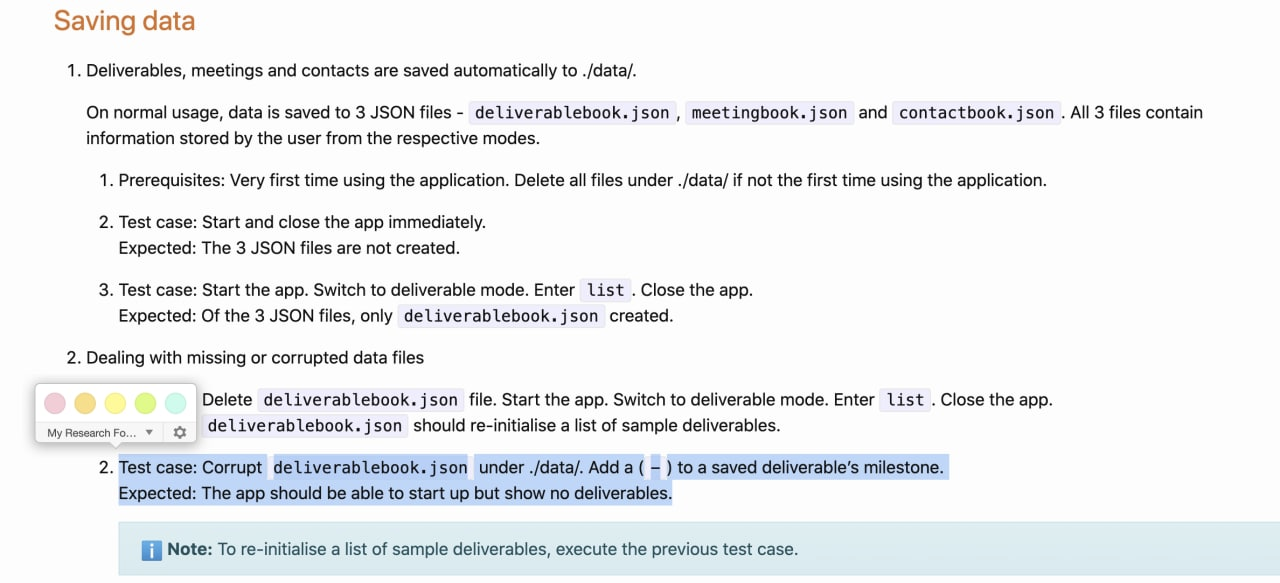 Saving data
1. Deliverables, meetings and contacts are saved automatically to ./data/.
On normal usage, data is saved to 3 JSON files - deliverablebook.json, meetingbook.json and contactbook.json. All 3 files contain
information stored by the user from the respective modes.
1. Prerequisites: Very first time using the application. Delete all files under ./data/ if not the first time using the application.
2. Test case: Start and close the app immediately.
Expected: The 3 JSON files are not created.
3. Test case: Start the app. Switch to deliverable mode. Enter list. Close the app.
Expected: Of the 3 JSON files, only deliverablebook.json created.
2. Dealing with missing or corrupted data files
Delete deliverablebook.json file. Start the app. Switch to deliverable mode. Enter list. Close the app.
deliverablebook.json should re-initialise a list of sample deliverables.
My Research Fo...
2. Test case: Corrupt deliverablebook.json under ./data/. Add a ( – ) to a saved deliverable’s milestone.
Expected: The app should be able to start up but show no deliverables.
ℹ️ Note: To re-initialise a list of sample deliverables, execute the previous test case.